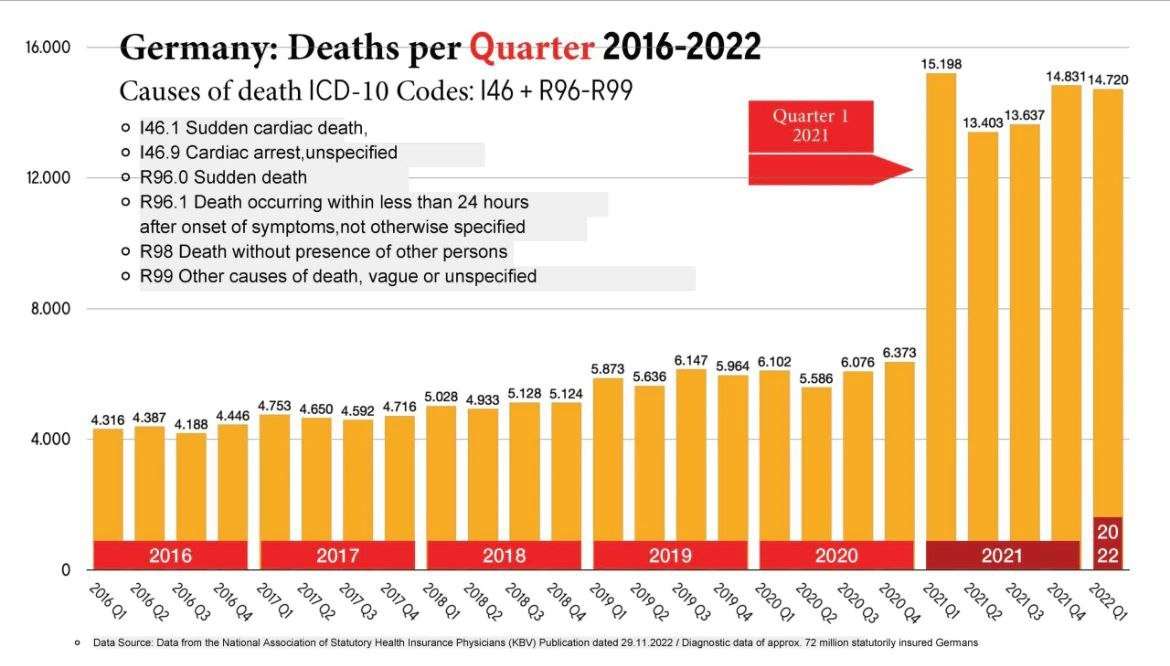 Germany: Deaths per Quarter 2016-2022
Causes of death ICD-10 Codes: I46 + R96-R99
I46.1 Sudden cardiac death,
I46.9 Cardiac arrest,unspecified
R96.0 Sudden death
R96.1 Death occurring within less than 24 hours
after onset of symptoms,not otherwise specified
R98 Death without presence of other persons
R99 Other causes of death, vague or unspecified
Quarter 1
2021
16.000
12.000
8.000
4.000
0
4.316
4.387
4.188
4.446
4.753
4.650
4.592
4.716
5.028
4.933
5.128
5.124
5.873
5.636
6.147
5.964
6.102
5.586
6.076
6.373
15.198
13.403
13.637
14.831
14.720
2016
2017
2018
2019
2020
2021
20
22
2016 Q1
2016 Q2
2016 Q3
2016 Q4
2017 Q1
2017 Q2
2017 Q3
2017 Q4
2018 Q1
2018 Q2
2018 Q3
2018 Q4
2019 Q1
2019 Q2
2019 Q3
2019 Q4
2020 Q1
2020 Q2
2020 Q3
2020 Q4
2021 Q1
2021 Q2
2021 Q3
2021 Q4
2022 Q1
Data Source: Data from the National Association of Statutory Health Insurance Physicians (KBV) Publication dated 29.11.2022 / Diagnostic data of approx. 72 million statutorily insured Germans